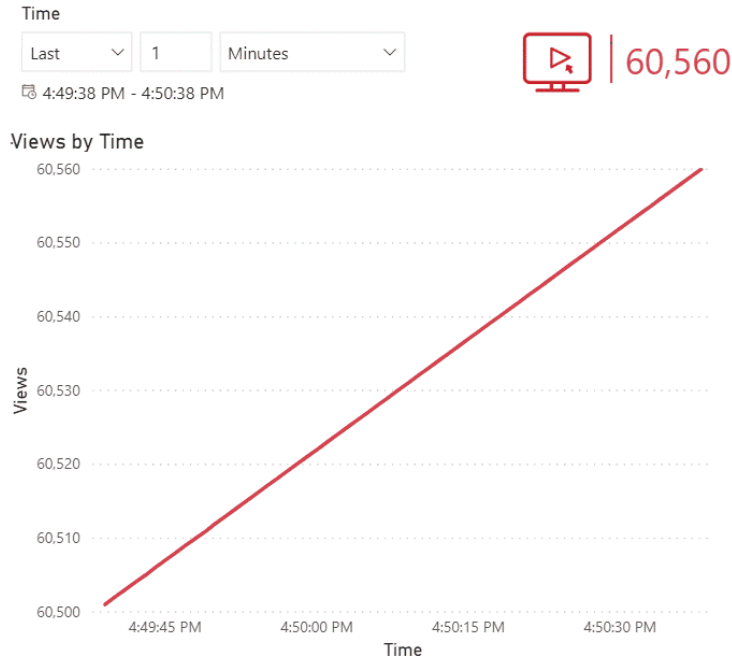 Time
Last 1 Minutes
4:49:38 PM - 4:50:38 PM
60,560
Views by Time
60,560
60,550
60,540
60,530
60,520
60,510
60,500
Views
4:49:45 PM 4:50:00 PM 4:50:15 PM 4:50:30 PM
Time